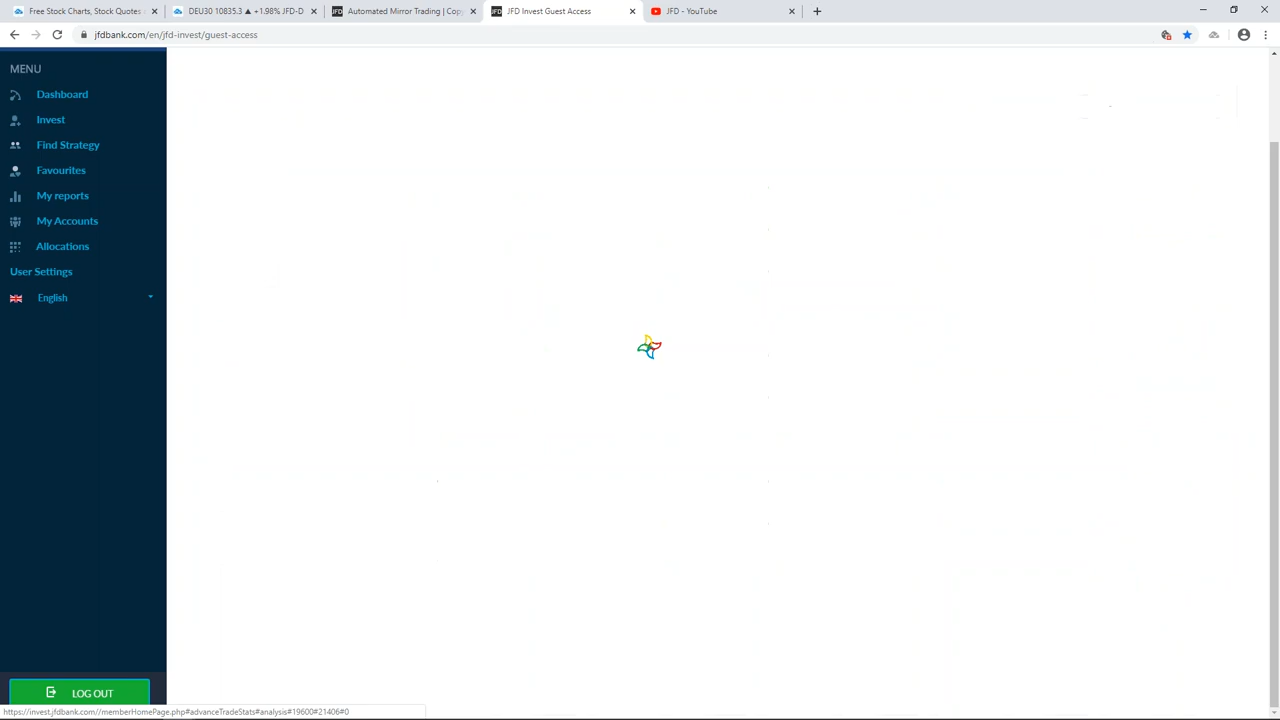 Free Stock Charts, Stock Quotes
DEU30 10835.3 ▲ +1.98% JFD-D
JFD Automated Mirror Trading | Cop
JFD JFD Invest Guest Access
JFD - YouTube
jfdbank.com/en/jfd-invest/guest-access
MENU
Dashboard
Invest
Find Strategy
Favourites
My reports
My Accounts
Allocations
User Settings
English
LOG OUT
https://invest.jfdbank.com//memberHomePage.php#advanceTradeStats#analysis#19600#21406#0